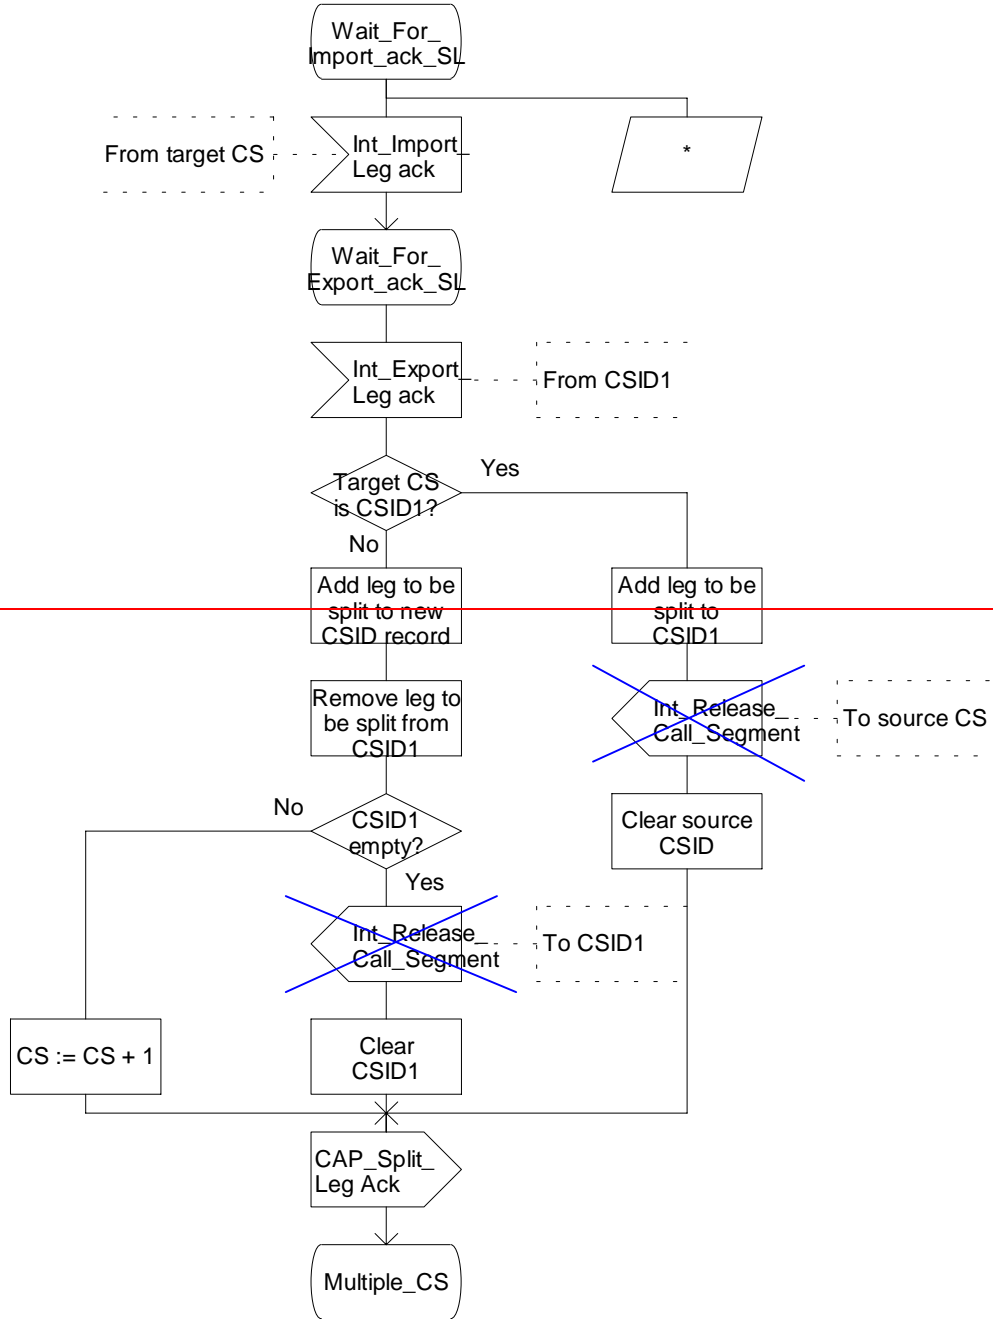 Wait_For_
Import_ack_SL
From target CS
Int_Import_
Leg ack
*
Wait_For_
Export_ack_SL
Int_Export_
Leg ack
From CSID1
Target CS
is CSID1?
Yes
No
Add leg to be
split to new
CSID record
Add leg to be
split to
CSID1
Remove leg to
be split from
CSID1
Int_Release_
Call_Segment
To source CS
No
CSID1
empty?
Clear source
CSID
Yes
Int_Release_
Call_Segment
To CSID1
CS := CS + 1
Clear
CSID1
CAP_Split_
Leg Ack
Multiple_CS